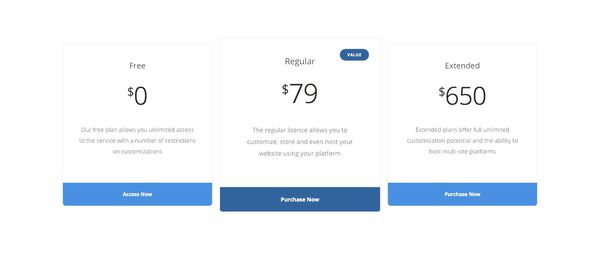 Free
$0
Our free plan allows you unlimited access
to the service with a number of restrictions
on customizations
Access Now
VALUE
Regular
$79
The regular license allows you to
customize, store and even host your
website using your platform
Purchase Now
Extended
$650
Extended plans offer full unlimited
customization potential and the ability to
host multi-site platforms
Purchase Now